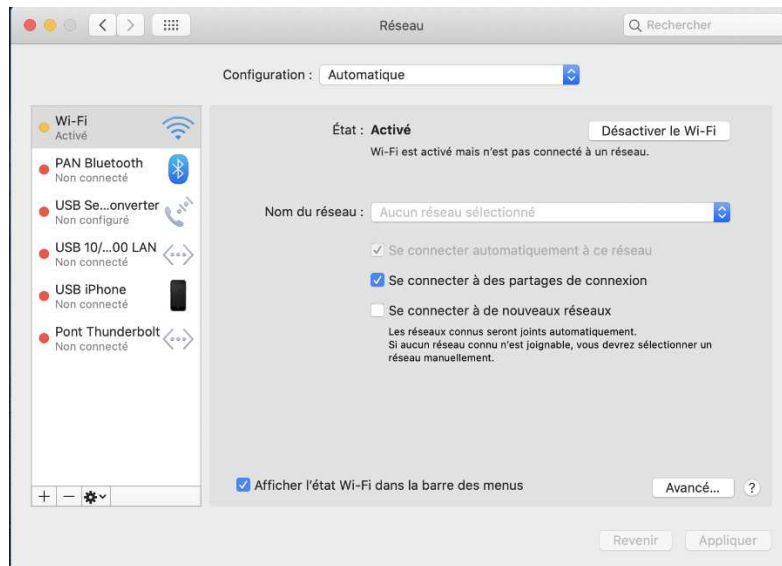 Réseau
Rechercher
Configuration : Automatique
Wi-Fi
Activé
PAN Bluetooth
Non connecté
USB Se...onverter
Non configuré
USB 10/...00 LAN
Non connecté
USB iPhone
Non connecté
Pont Thunderbolt
Non connecté
État : Activé
Désactiver le Wi-Fi
Wi-Fi est activé mais n'est pas connecté à un réseau.
Nom du réseau : Aucun réseau sélectionné
Se connecter automatiquement à ce réseau
Se connecter à des partages de connexion
Se connecter à de nouveaux réseaux
Les réseaux connus seront joints automatiquement.
Si aucun réseau connu n'est joignable, vous devrez sélectionner un
réseau manuellement.
Afficher l'état Wi-Fi dans la barre des menus
Avancé... ?
Revenir
Appliquer